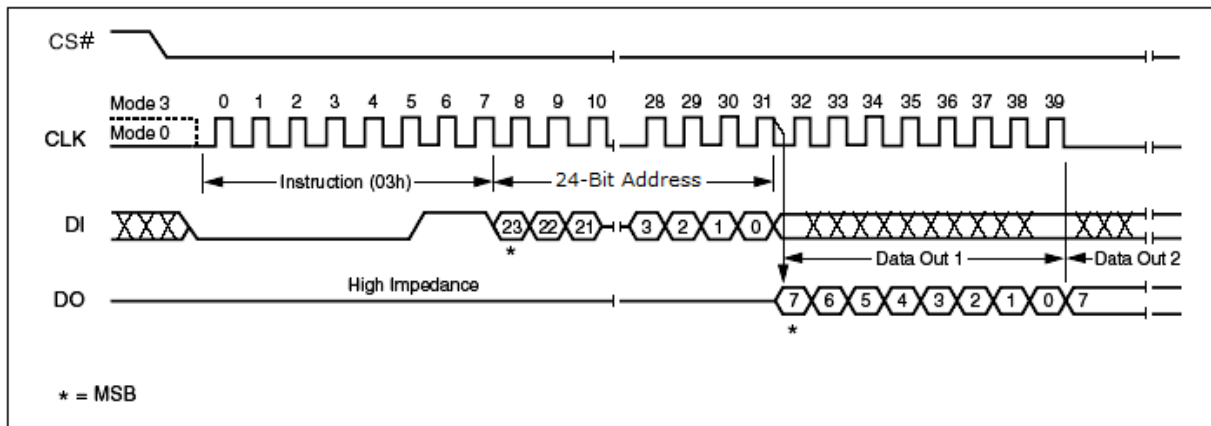 CS#
Mode 3 0 1 2 3 4 5 6 7 8 9 10 28 29 30 31 32 33 34 35 36 37 38 39
CLK Mode 0
Instruction (03h) 24-Bit Address
DI 23 22 21 3 2 1 0
* Data Out 1 Data Out 2
High Impedance
DO 7 6 5 4 3 2 1 0 7
*
* = MSB